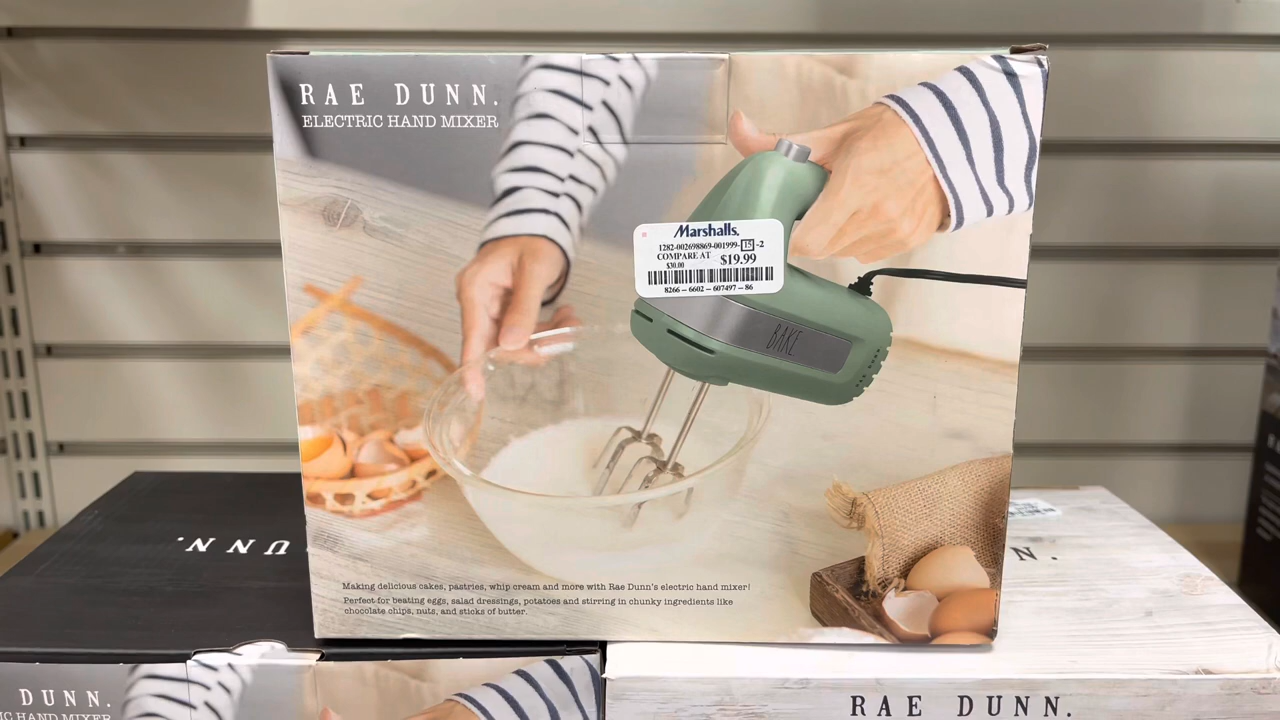 RAE DUNN.
ELECTRIC HAND MIXER
Marshalls.
1282-002698869-001999-15-2
COMPARE AT $19.99
$30.00
8266 - 6602 - 607497 - 86
BAKE
Making delicious cakes, pastries, whip cream and more with Rae Dunn's electric hand mixer!
Perfect for beating eggs, salad dressings, potatoes and stirring in chunky ingredients like
chocolate chips, nuts, and sticks of butter.
UNN.
N.
DUNN.
IC HAND MIXER
RAE DUNN.